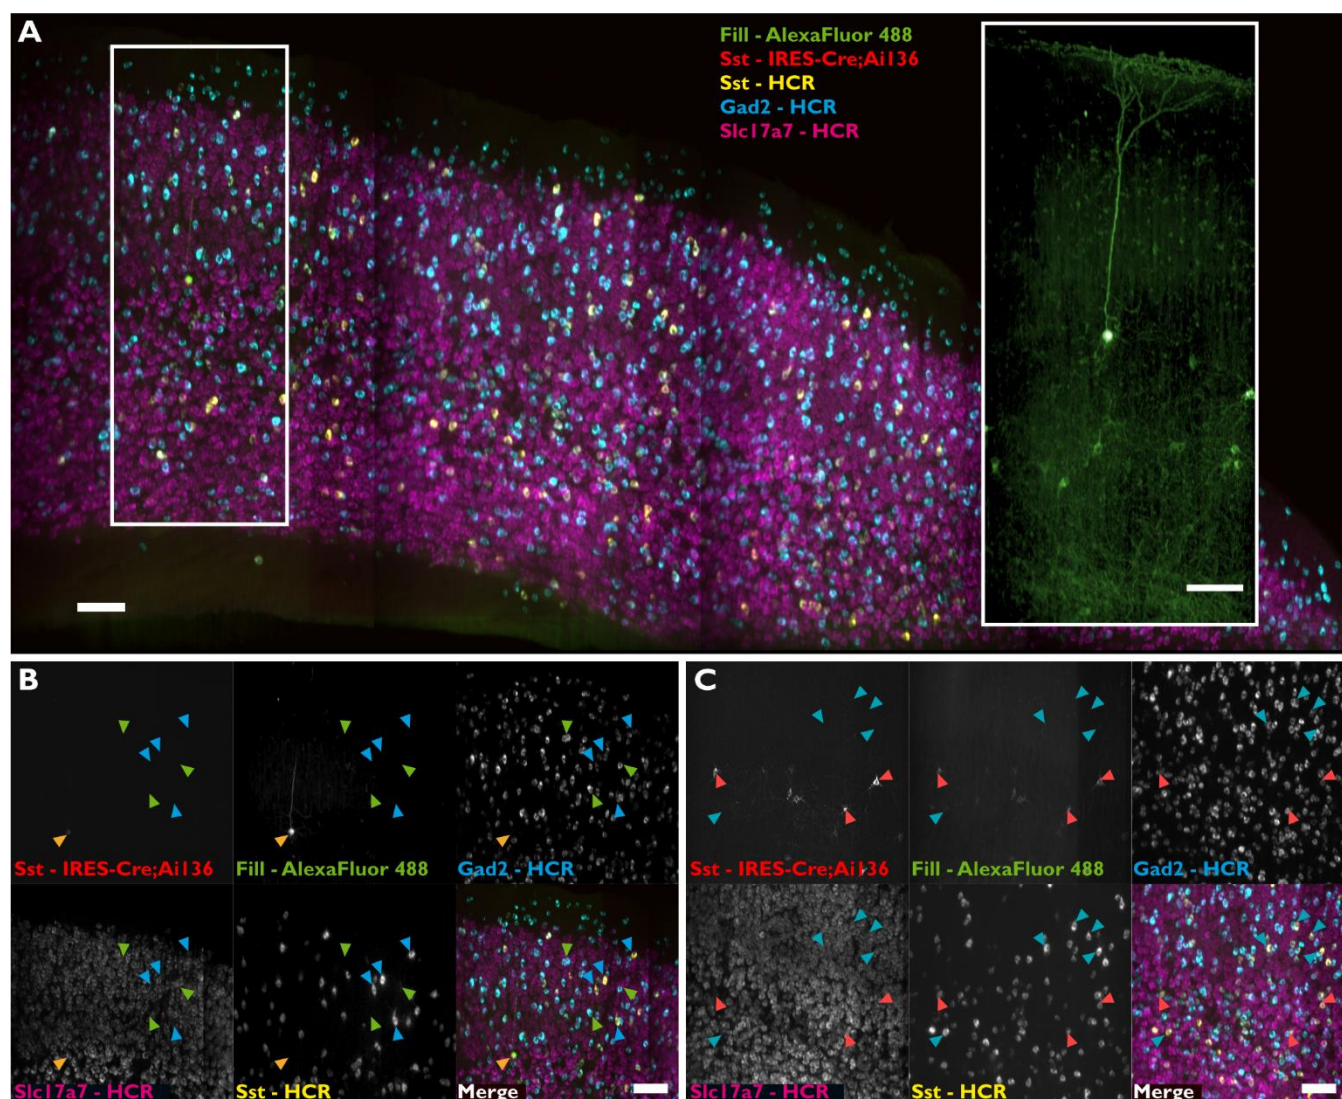 A
Fill - AlexaFluor 488
Sst - IRES-Cre;Ai136
Sst - HCR
Gad2 - HCR
Slc17a7 - HCR
B
Sst - IRES-Cre;Ai136
Fill - AlexaFluor 488
Gad2 - HCR
Slc17a7 - HCR
Sst - HCR
Merge
C
Sst - IRES-Cre;Ai136
Fill - AlexaFluor 488
Gad2 - HCR
Slc17a7 - HCR
Sst - HCR
Merge